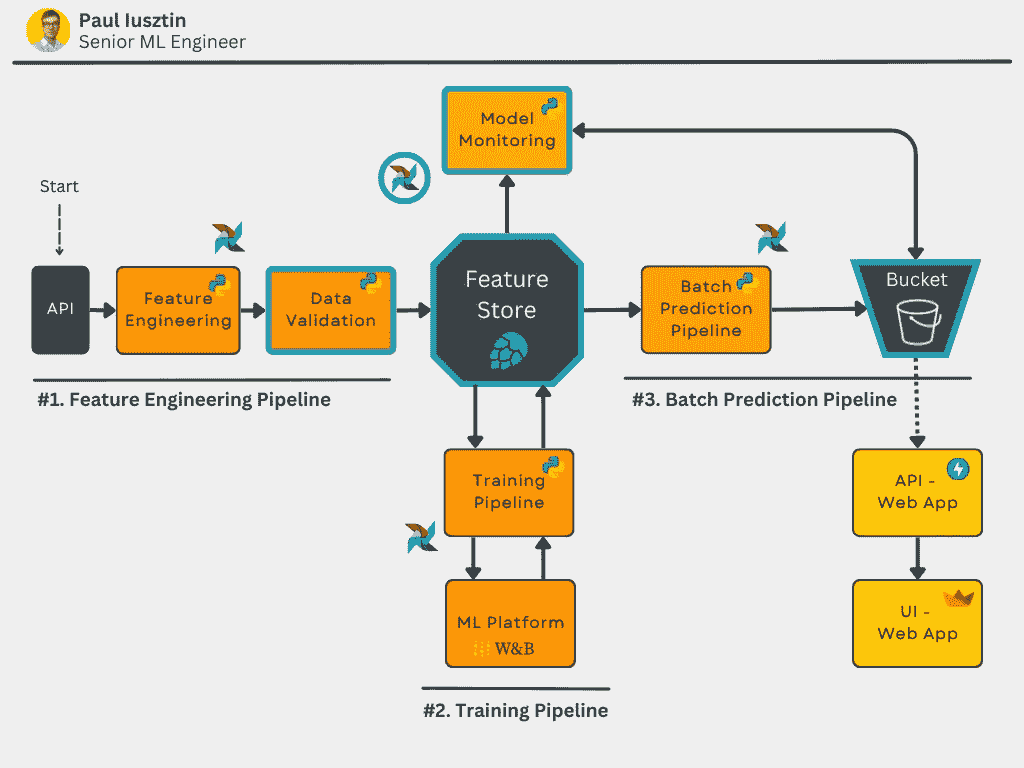 Paul Iusztin
Senior ML Engineer
Model
Monitoring
Start
API
Feature
Engineering
Data
Validation
Feature
Store
Batch
Prediction
Pipeline
Bucket
#1. Feature Engineering Pipeline
#3. Batch Prediction Pipeline
Training
Pipeline
API -
Web App
ML Platform
W&B
UI -
Web App
#2. Training Pipeline